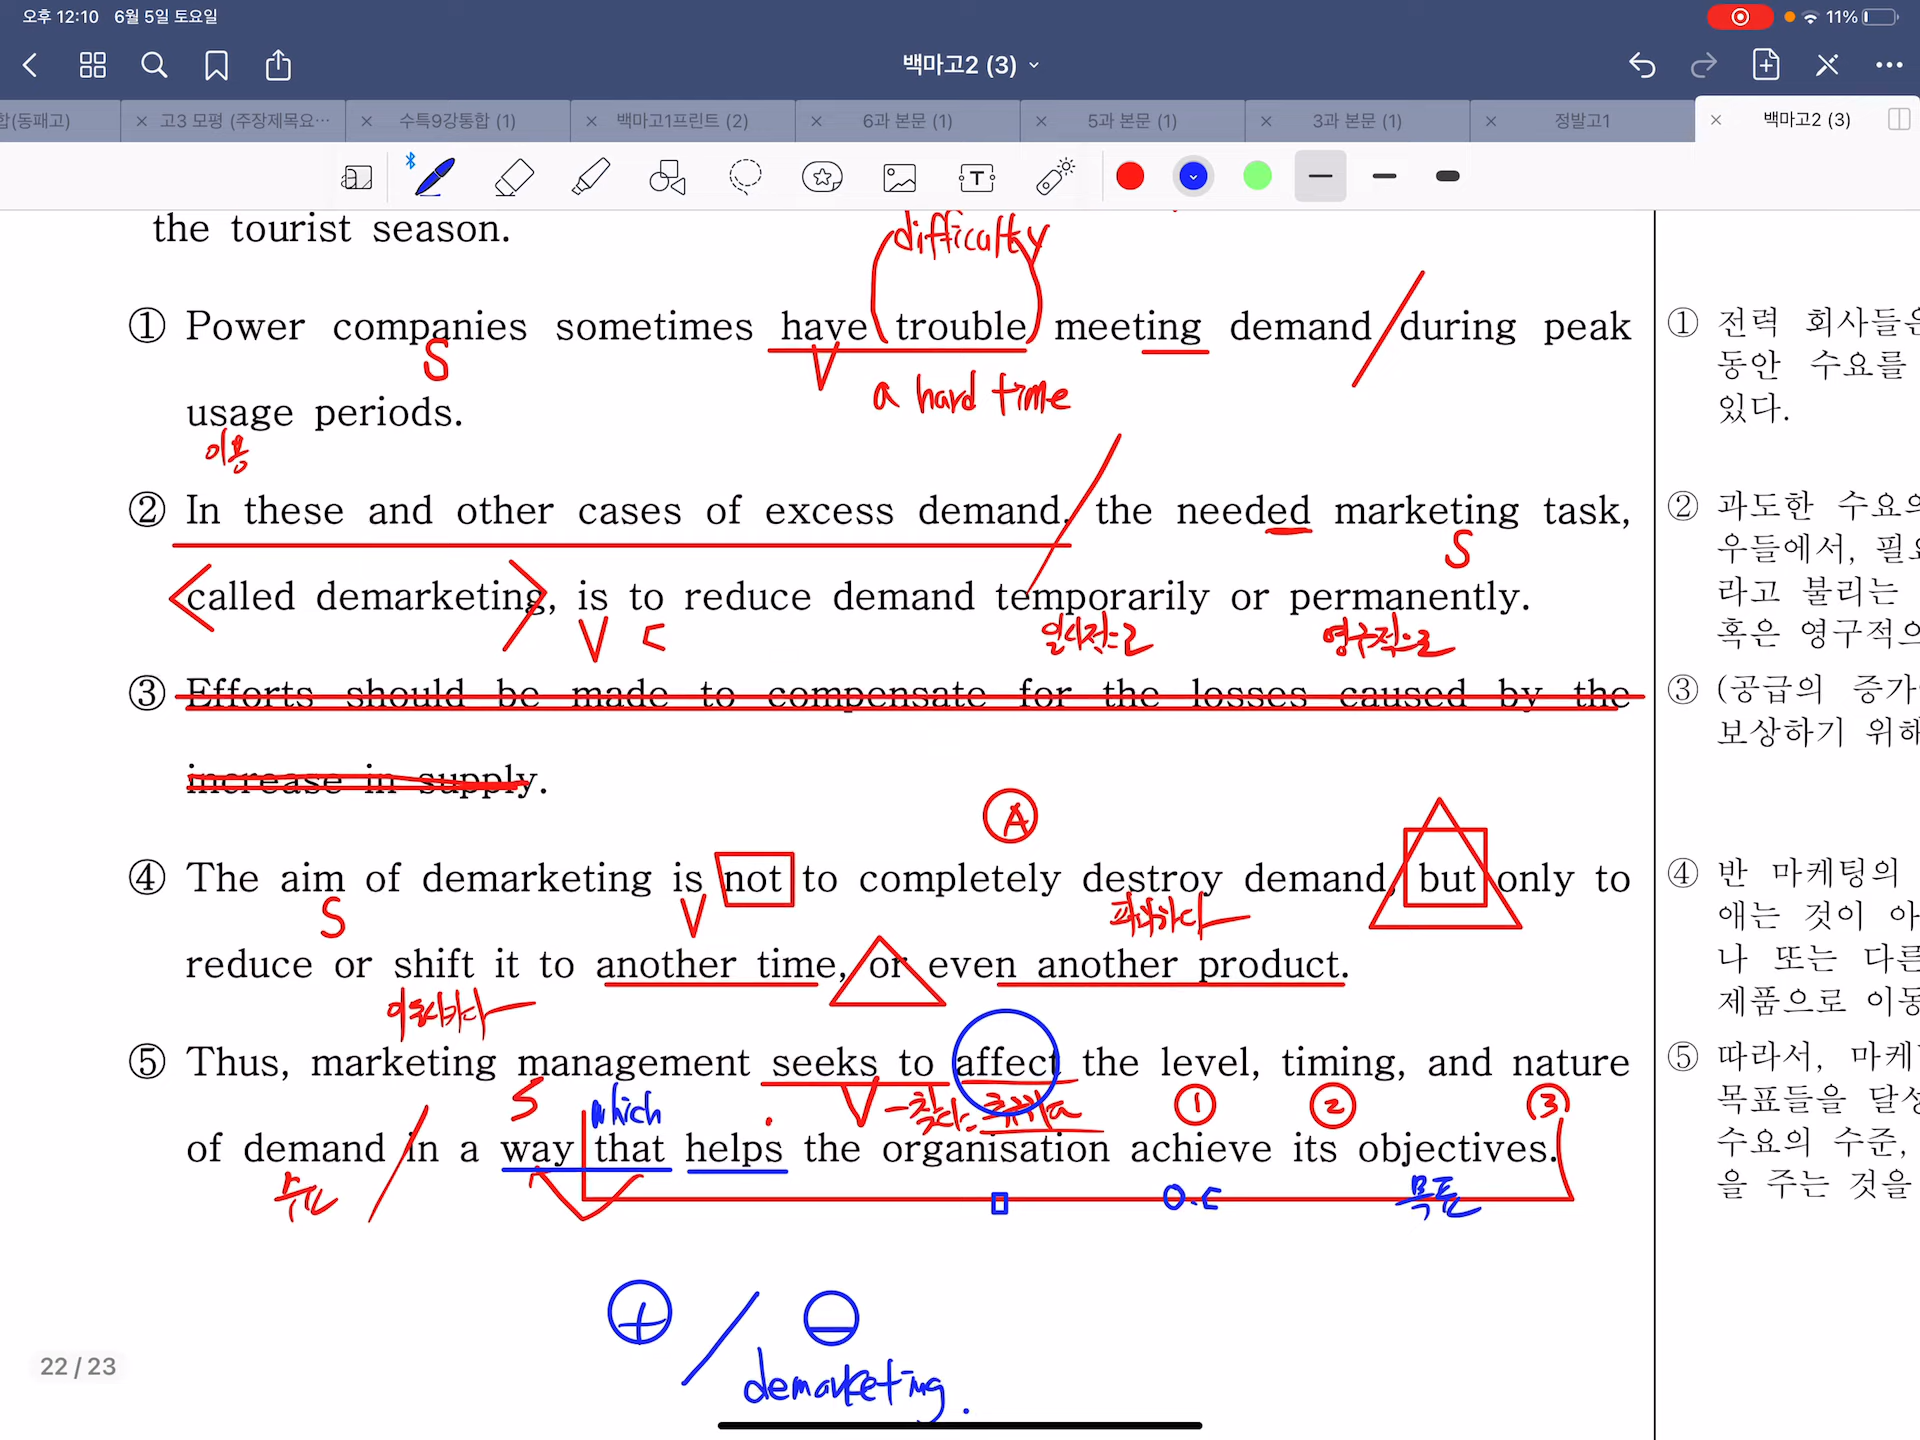 오후 12:10 6월 5일 토요일
11%
백마고2 (3)
합(동패고)
고3 모평 (주장제목요…
수특9강통합 (1)
백마고1프린트 (2)
6과 본문 (1)
5과 본문 (1)
3과 본문 (1)
정발고1
백마고2 (3)
the tourist season.
difficulty
① Power companies sometimes have trouble meeting demand during peak
S
V
a hard time
usage periods.
이용
② In these and other cases of excess demand, the needed marketing task,
S
called demarketing, is to reduce demand temporarily or permanently.
V C 일시적으로 영구적으로
③ Efforts should be made to compensate for the losses caused by the
increase in supply.
A
④ The aim of demarketing is not to completely destroy demand, but only to
S V 파괴하다
reduce or shift it to another time, or even another product.
이동시키다
⑤ Thus, marketing management seeks to affect the level, timing, and nature
S which V ① ② ③
of demand in a way that helps the organisation achieve its objectives.
수요 O.C 목표
+ / −
demarketing.
22 / 23
① 전력 회사들은
동안 수요를
있다.
② 과도한 수요의
우들에서, 필요
라고 불리는
혹은 영구적으
③ (공급의 증가
보상하기 위해
④ 반 마케팅의
애는 것이 아
나 또는 다른
제품으로 이동
⑤ 따라서, 마케
목표들을 달성
수요의 수준,
을 주는 것을